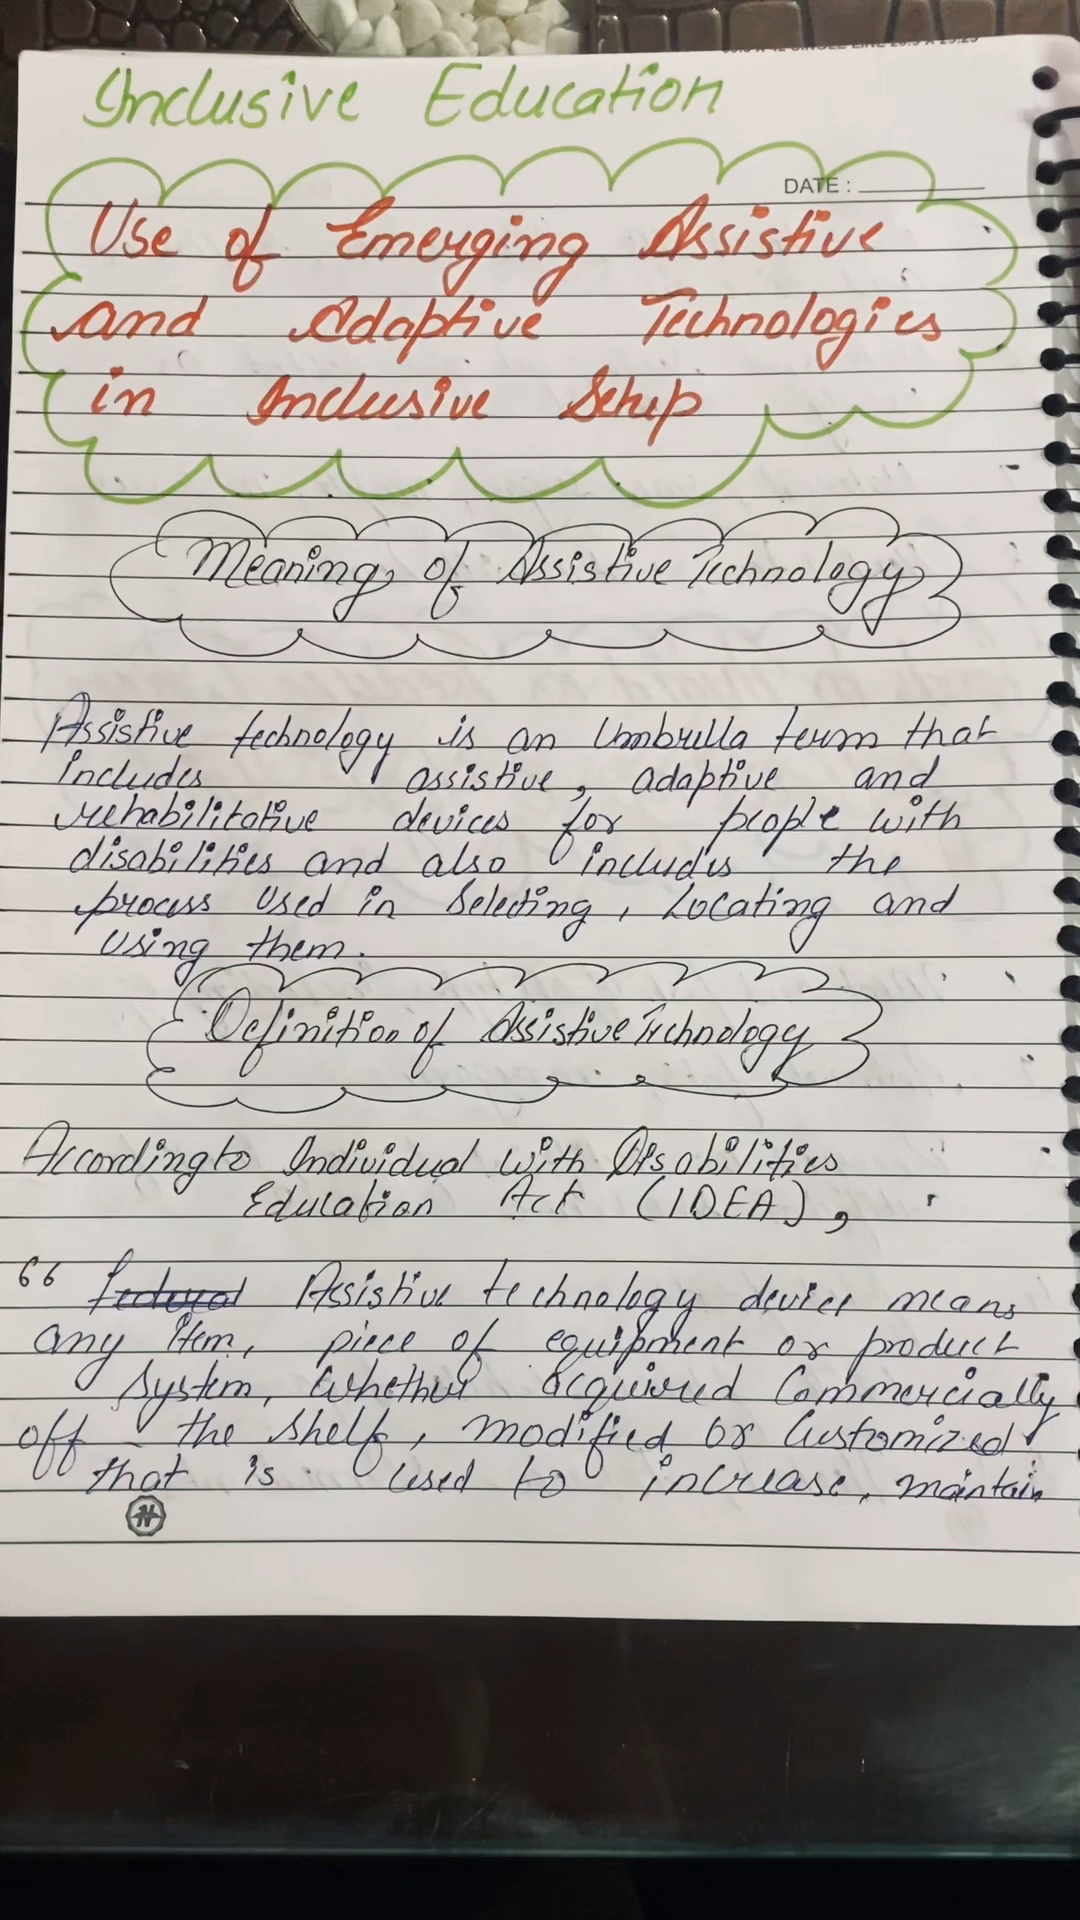 Inclusive Education
DATE :
Use of Emerging Assistive
and Adaptive Technologies
in Inclusive Setup
Meaning of Assistive Technology
Assistive technology is an Umbrella term that
includes assistive, adaptive and
rehabilitative devices for people with
disabilities and also includes the
process used in Selecting, Locating and
using them.
Definition of Assistive Technology
According to Individual with Disabilities
Education Act (IDEA),
“ Federal Assistive technology device means
any item, piece of equipment or product
System, Whether acquired Commercially
off - the shelf, modified or Customized
that is used to increase, maintain
N